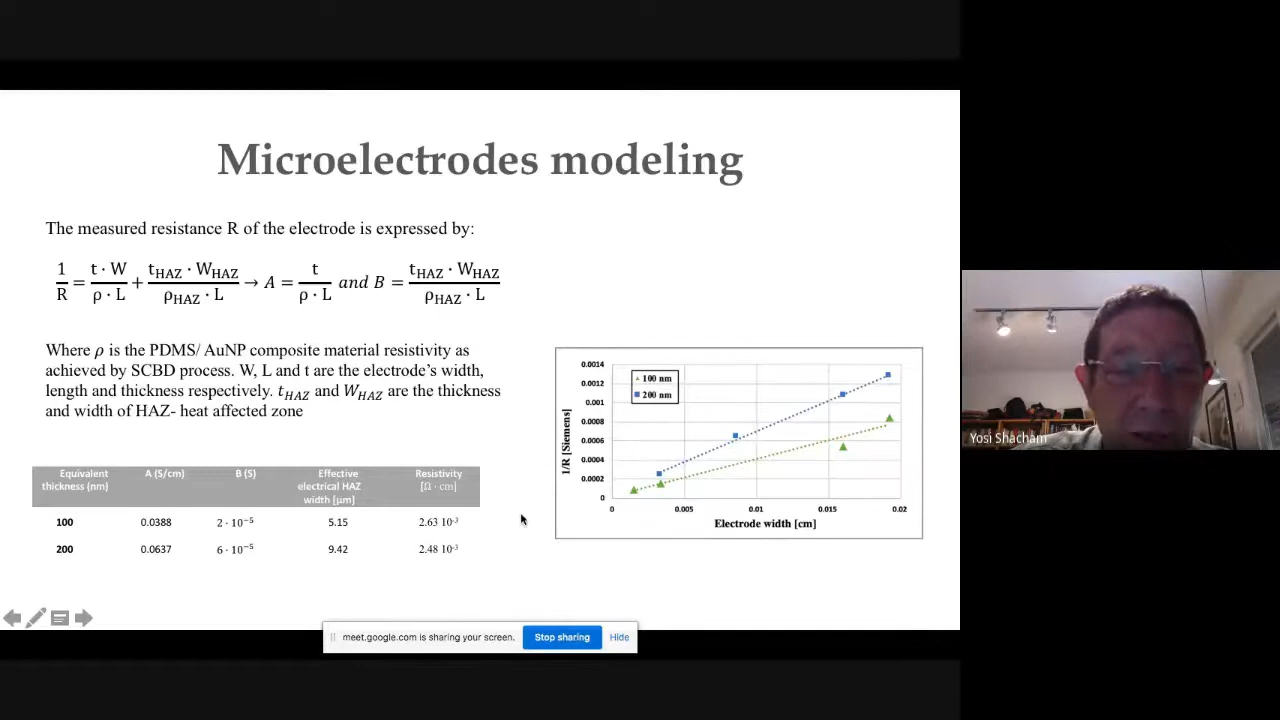 Microelectrodes modeling
The measured resistance R of the electrode is expressed by:
1/R = t · W/ρ · L + t_HAZ · W_HAZ/ρ_HAZ · L → A = t/ρ · L and B = t_HAZ · W_HAZ/ρ_HAZ · L
Where ρ is the PDMS/ AuNP composite material resistivity as
achieved by SCBD process. W, L and t are the electrode's width,
length and thickness respectively. t_HAZ and W_HAZ are the thickness
and width of HAZ- heat affected zone
Equivalent thickness (nm) A (S/cm) B (S) Effective electrical HAZ width [μm] Resistivity [Ω · cm]
100 0.0388 2 · 10⁻⁵ 5.15 2.63 10⁻³
200 0.0637 6 · 10⁻⁵ 9.42 2.48 10⁻³
1/R [Siemens]
0.0014
0.0012
0.001
0.0008
0.0006
0.0004
0.0002
0
100 nm
200 nm
0 0.005 0.01 0.015 0.02
Electrode width [cm]
Yosi Shacham
meet.google.com is sharing your screen. Stop sharing Hide